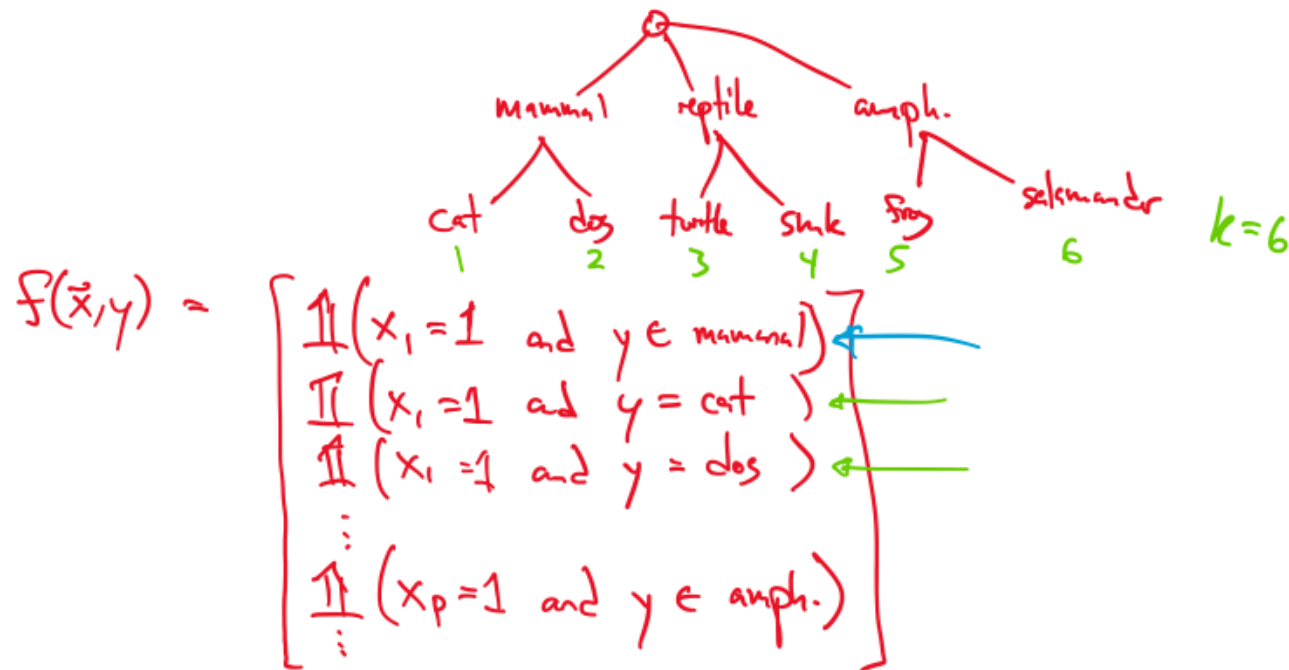 mammal reptile amph.
cat dog turtle snake frog salamander
1 2 3 4 5 6 k=6
f(x⃗,y) =
𝟙(x₁=1 and y ∈ mammal)
𝟙(x₁=1 and y = cat)
𝟙(x₁=1 and y = dog)
⋮
𝟙(xₚ=1 and y ∈ amph.)
⋮